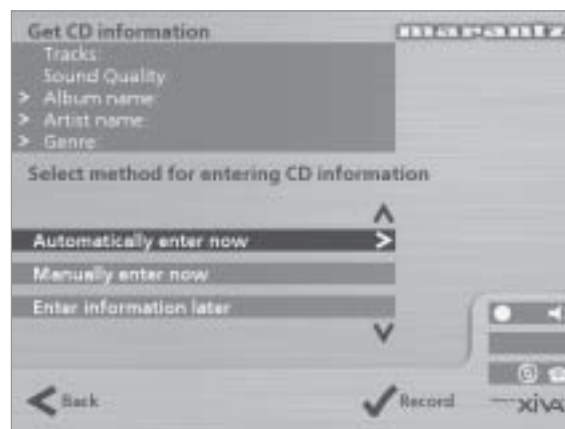 Get CD information
marantz
Tracks:
Sound Quality
> Album name:
> Artist name:
> Genre
Select method for entering CD information
Automatically enter now >
Manually enter now
Enter information later
Back
Record
xiva